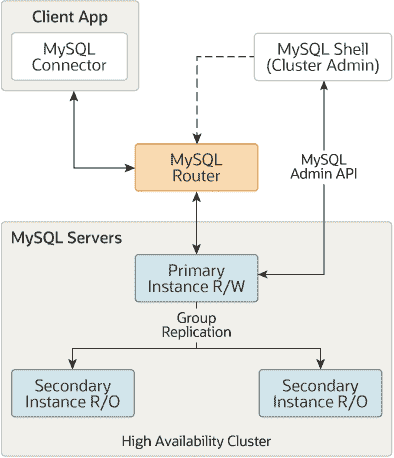 Client App
MySQL
Connector
MySQL Shell
(Cluster Admin)
MySQL
Router
MySQL
Admin API
MySQL Servers
Primary
Instance R/W
Group
Replication
Secondary
Instance R/O
Secondary
Instance R/O
High Availability Cluster